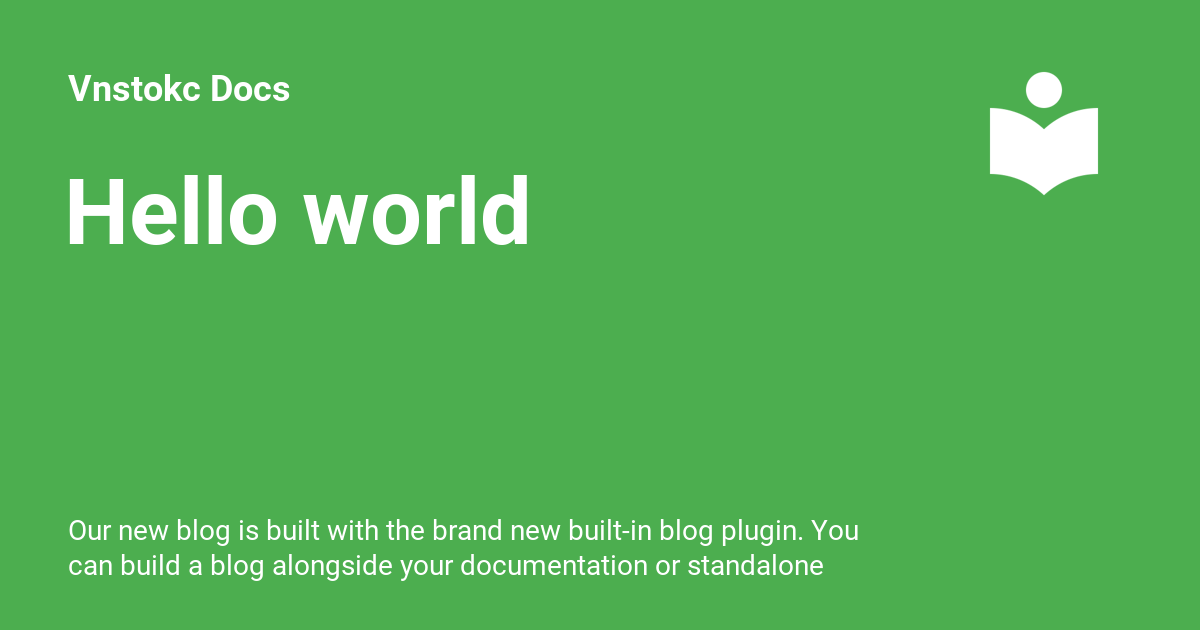 Vnstokc Docs
Hello world
Our new blog is built with the brand new built-in blog plugin. You
can build a blog alongside your documentation or standalone